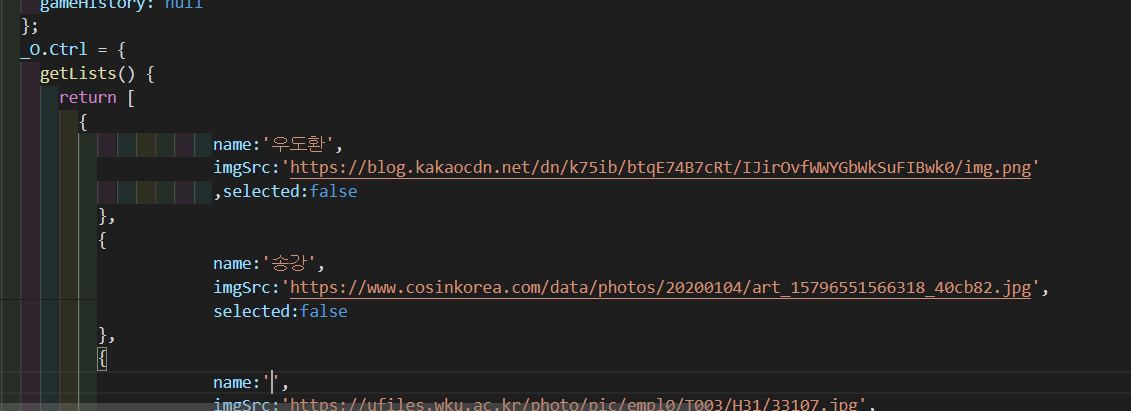 gameHistory: null
};
_O.Ctrl = {
getLists() {
return [
{
name:'우도환',
imgSrc:'https://blog.kakaocdn.net/dn/k75ib/btqE74B7cRt/IJirOvfWWYGbWkSuFIBwk0/img.png'
,selected:false
},
{
name:'송강',
imgSrc:'https://www.cosinkorea.com/data/photos/20200104/art_15796551566318_40cb82.jpg',
selected:false
},
{
name:'',
imgSrc:'https://ufiles.wku.ac.kr/photo/pic/empl0/T003/H31/33107.jpg',